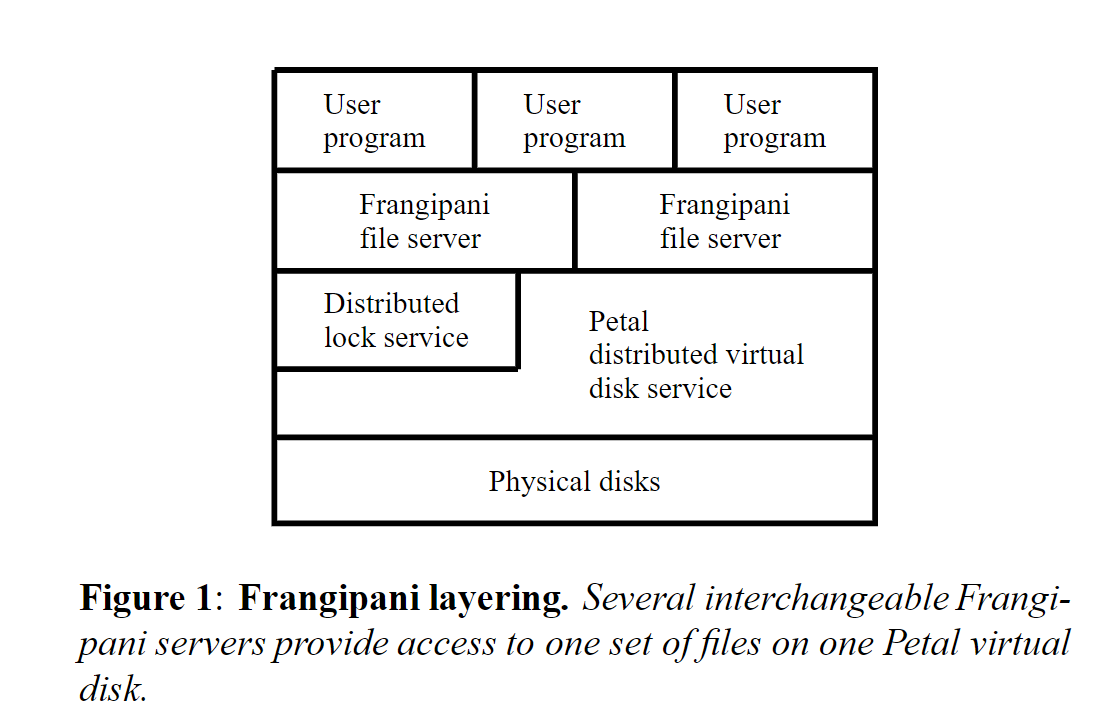 User
program
User
program
User
program
Frangipani
file server
Frangipani
file server
Distributed
lock service
Petal
distributed virtual
disk service
Physical disks
Figure 1: Frangipani layering. Several interchangeable Frangi-
pani servers provide access to one set of files on one Petal virtual
disk.